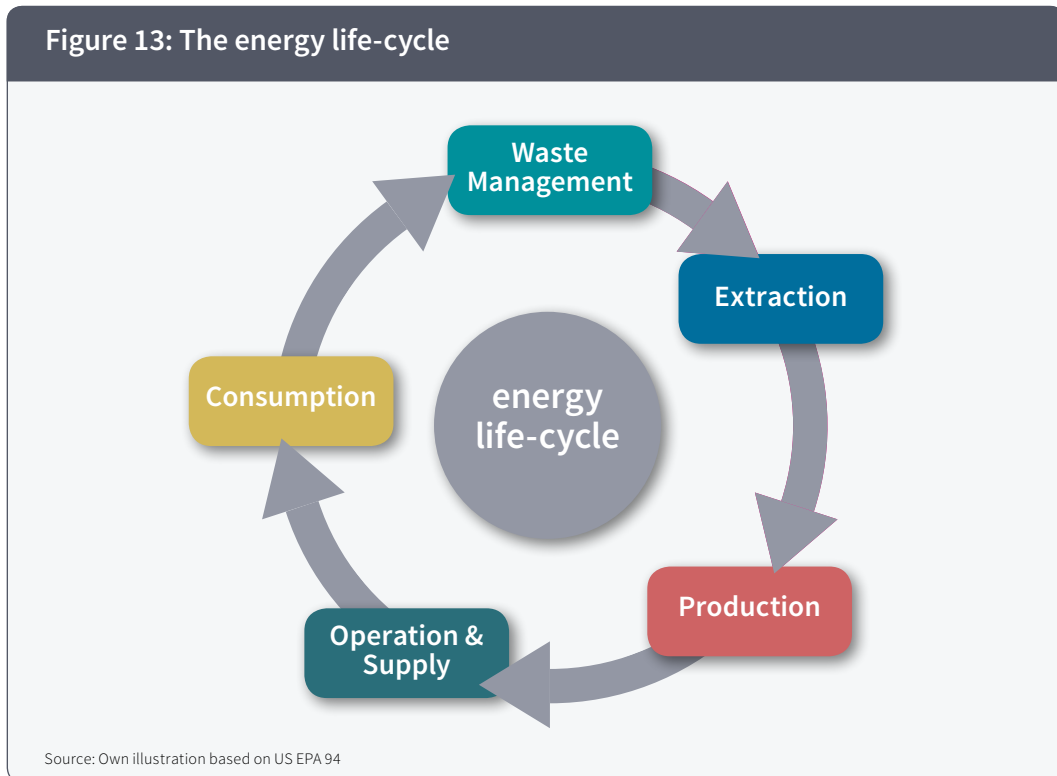 Figure 13: The energy life-cycle
Waste
Management
Extraction
energy
life-cycle
Consumption
Production
Operation &
Supply
Source: Own illustration based on US EPA 94